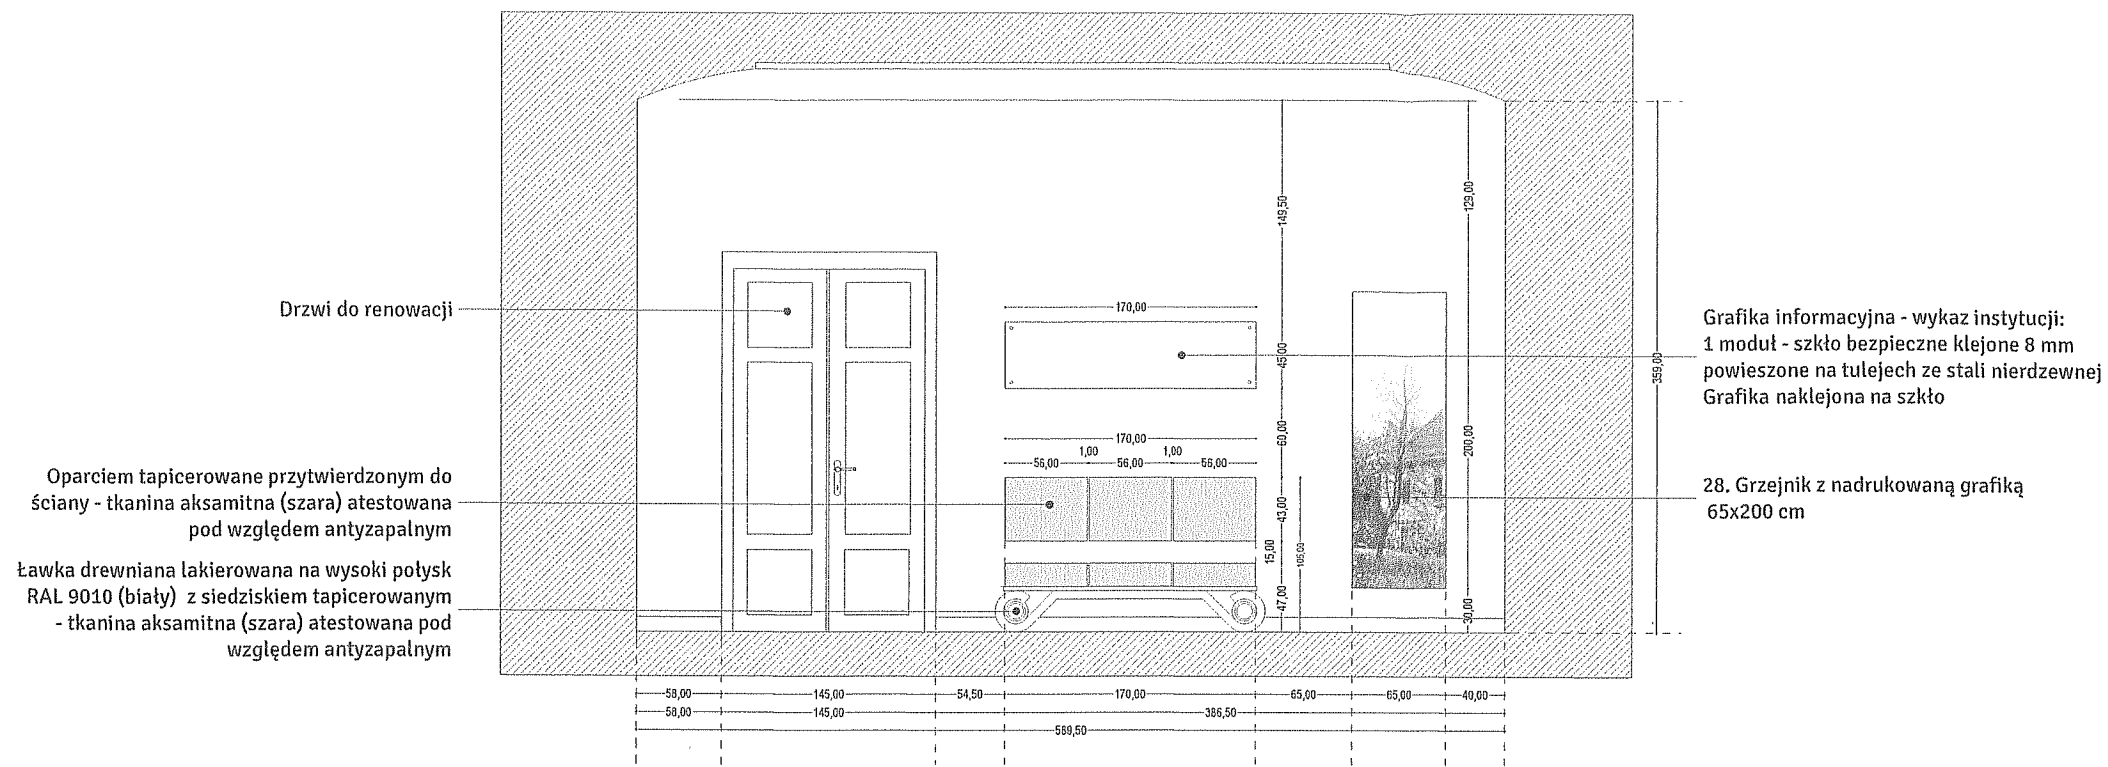 Drzwi do renowacji
Oparciem tapicerowane przytwierdzonym do
ściany - tkanina aksamitna (szara) atestowana
pod względem antyzapalnym
Ławka drewniana lakierowana na wysoki połysk
RAL 9010 (biały) z siedziskiem tapicerowanym
- tkanina aksamitna (szara) atestowana pod
względem antyzapalnym
170,00
170,00
1,00 1,00
56,00 56,00 56,00
149,50
45,00
60,00
43,00
15,00
47,00
105,00
129,00
200,00
30,00
359,00
Grafika informacyjna - wykaz instytucji:
1 moduł - szkło bezpieczne klejone 8 mm
powieszone na tulejech ze stali nierdzewnej
Grafika naklejona na szkło
28. Grzejnik z nadrukowaną grafiką
65x200 cm
58,00 145,00 54,50 170,00 65,00 65,00 40,00
58,00 145,00 386,50
589,50